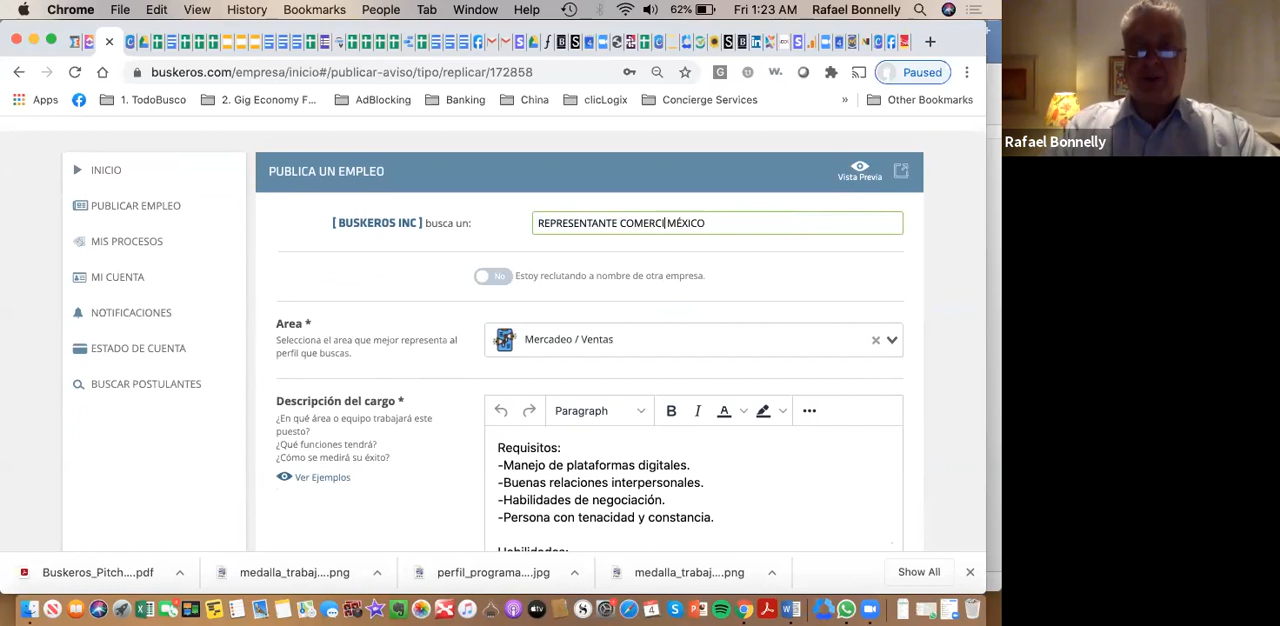 Chrome File Edit View History Bookmarks People Tab Window Help 62% Fri 1:23 AM Rafael Bonnelly
buskeros.com/empresa/inicio#/publicar-aviso/tipo/replicar/172858 Paused
Apps 1. TodoBusco 2. Gig Economy F... AdBlocking Banking China clicLogix Concierge Services » Other Bookmarks
Rafael Bonnelly
INICIO
PUBLICAR EMPLEO
MIS PROCESOS
MI CUENTA
NOTIFICACIONES
ESTADO DE CUENTA
BUSCAR POSTULANTES
PUBLICA UN EMPLEO
Vista Previa
[ BUSKEROS INC ] busca un: REPRESENTANTE COMERCIMÉXICO
No Estoy reclutando a nombre de otra empresa.
Area *
Selecciona el area que mejor representa al
perfil que buscas.
Mercadeo / Ventas
Descripción del cargo *
¿En qué área o equipo trabajará este
puesto?
¿Qué funciones tendrá?
¿Cómo se medirá su éxito?
Ver Ejemplos
Paragraph B I A
Requisitos:
-Manejo de plataformas digitales.
-Buenas relaciones interpersonales.
-Habilidades de negociación.
-Persona con tenacidad y constancia.
Habilidades:
Buskeros_Pitch....pdf medalla_trabaj....png perfil_programa....jpg medalla_trabaj....png Show All